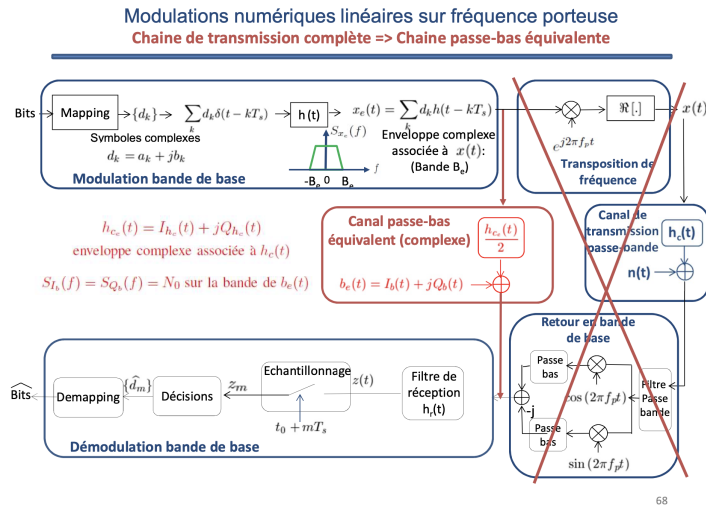 Modulations numériques linéaires sur fréquence porteuse
Chaine de transmission complète => Chaine passe-bas équivalente
Bits
Mapping
{d_k}
∑_k d_k δ(t − kT_s)
h(t)
x_e(t) = ∑_k d_k h(t − kT_s)
Symboles complexes
d_k = a_k + jb_k
S_{x_e}(f)
f
-B_e 0 B_e
Enveloppe complexe
associée à x(t):
(Bande B_e)
Modulation bande de base
e^{j2πf_pt}
ℜ[.]
x(t)
Transposition de
fréquence
h_{c_e}(t) = I_{h_c}(t) + jQ_{h_c}(t)
enveloppe complexe associée à h_c(t)
S_{I_b}(f) = S_{Q_b}(f) = N_0 sur la bande de b_e(t)
Canal passe-bas
équivalent (complexe)
h_{c_e}(t)
2
b_e(t) = I_b(t) + jQ_b(t)
Canal de
transmission
passe-bande
h_c(t)
n(t)
Retour en bande
de base
Passe
bas
cos (2πf_pt)
-j
Passe
bas
sin (2πf_pt)
Filtre
Passe
bande
Bits^
Demapping
{d̂_m}
Décisions
z_m
Echantillonnage
t_0 + mT_s
z(t)
Filtre de
réception
h_r(t)
Démodulation bande de base
68